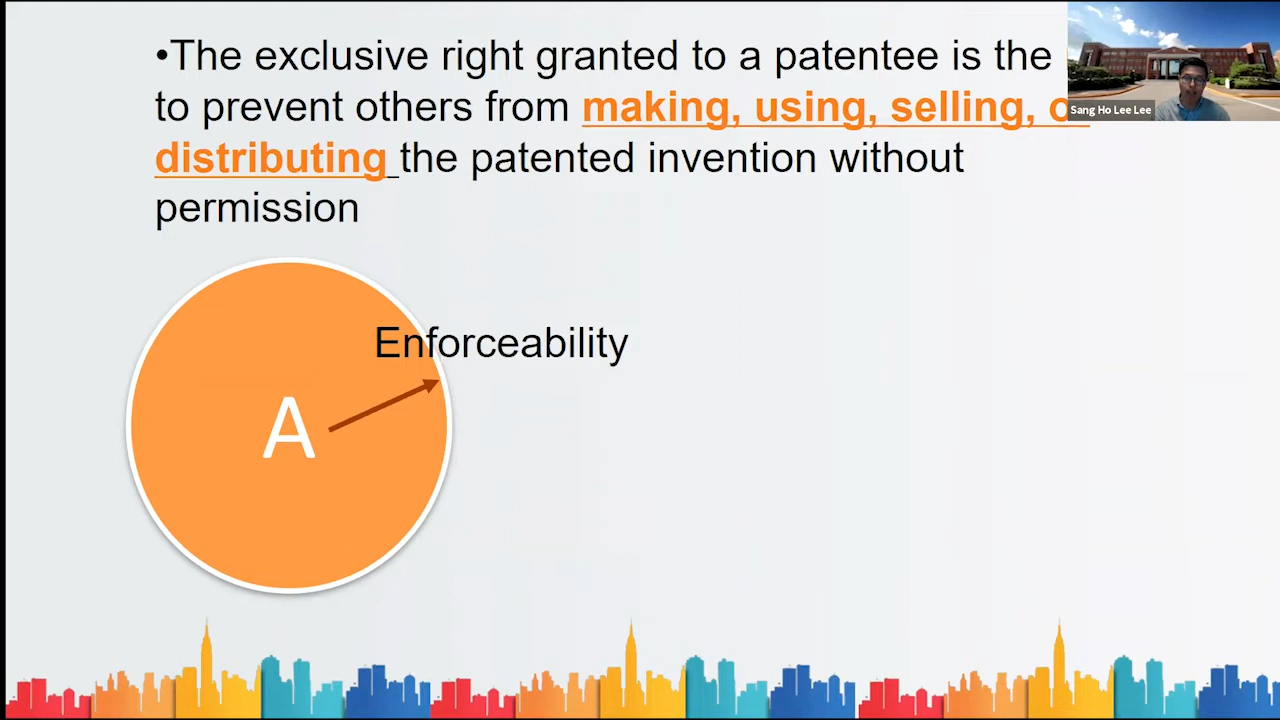 •The exclusive right granted to a patentee is the
to prevent others from making, using, selling,
distributing the patented invention without
permission
Sang Ho Lee Lee
Enforceability
A